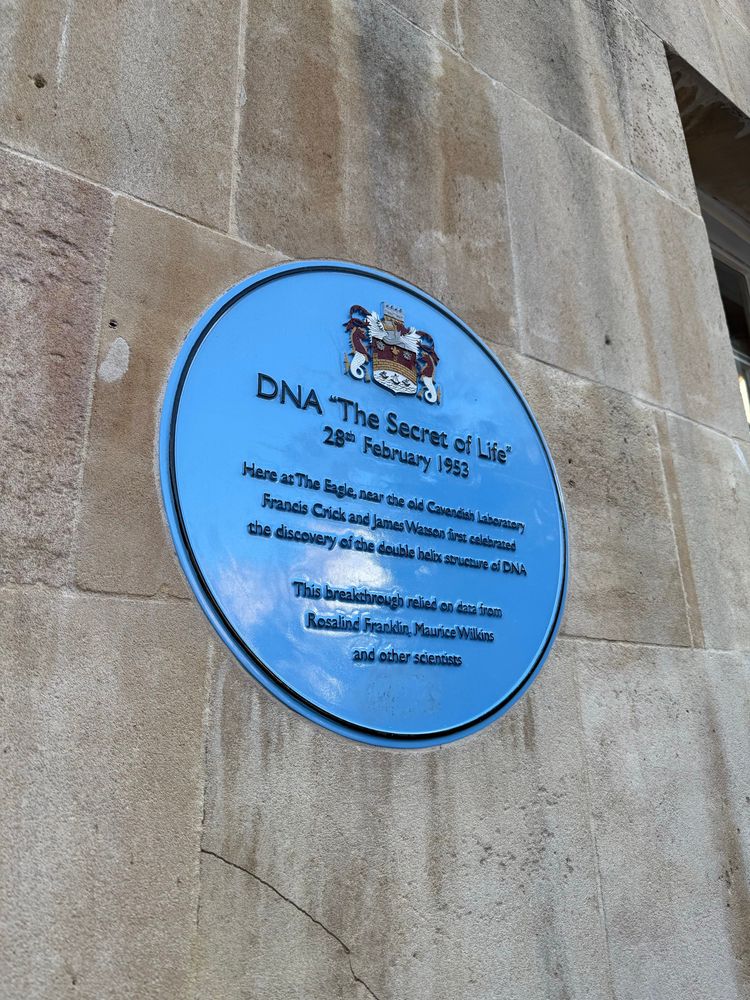 DNA "The Secret of Life"
28th February 1953
Here at The Eagle, near the old Cavendish Laboratory
Francis Crick and James Watson first celebrated
the discovery of the double helix structure of DNA
This breakthrough relied on data from
Rosalind Franklin, Maurice Wilkins
and other scientists